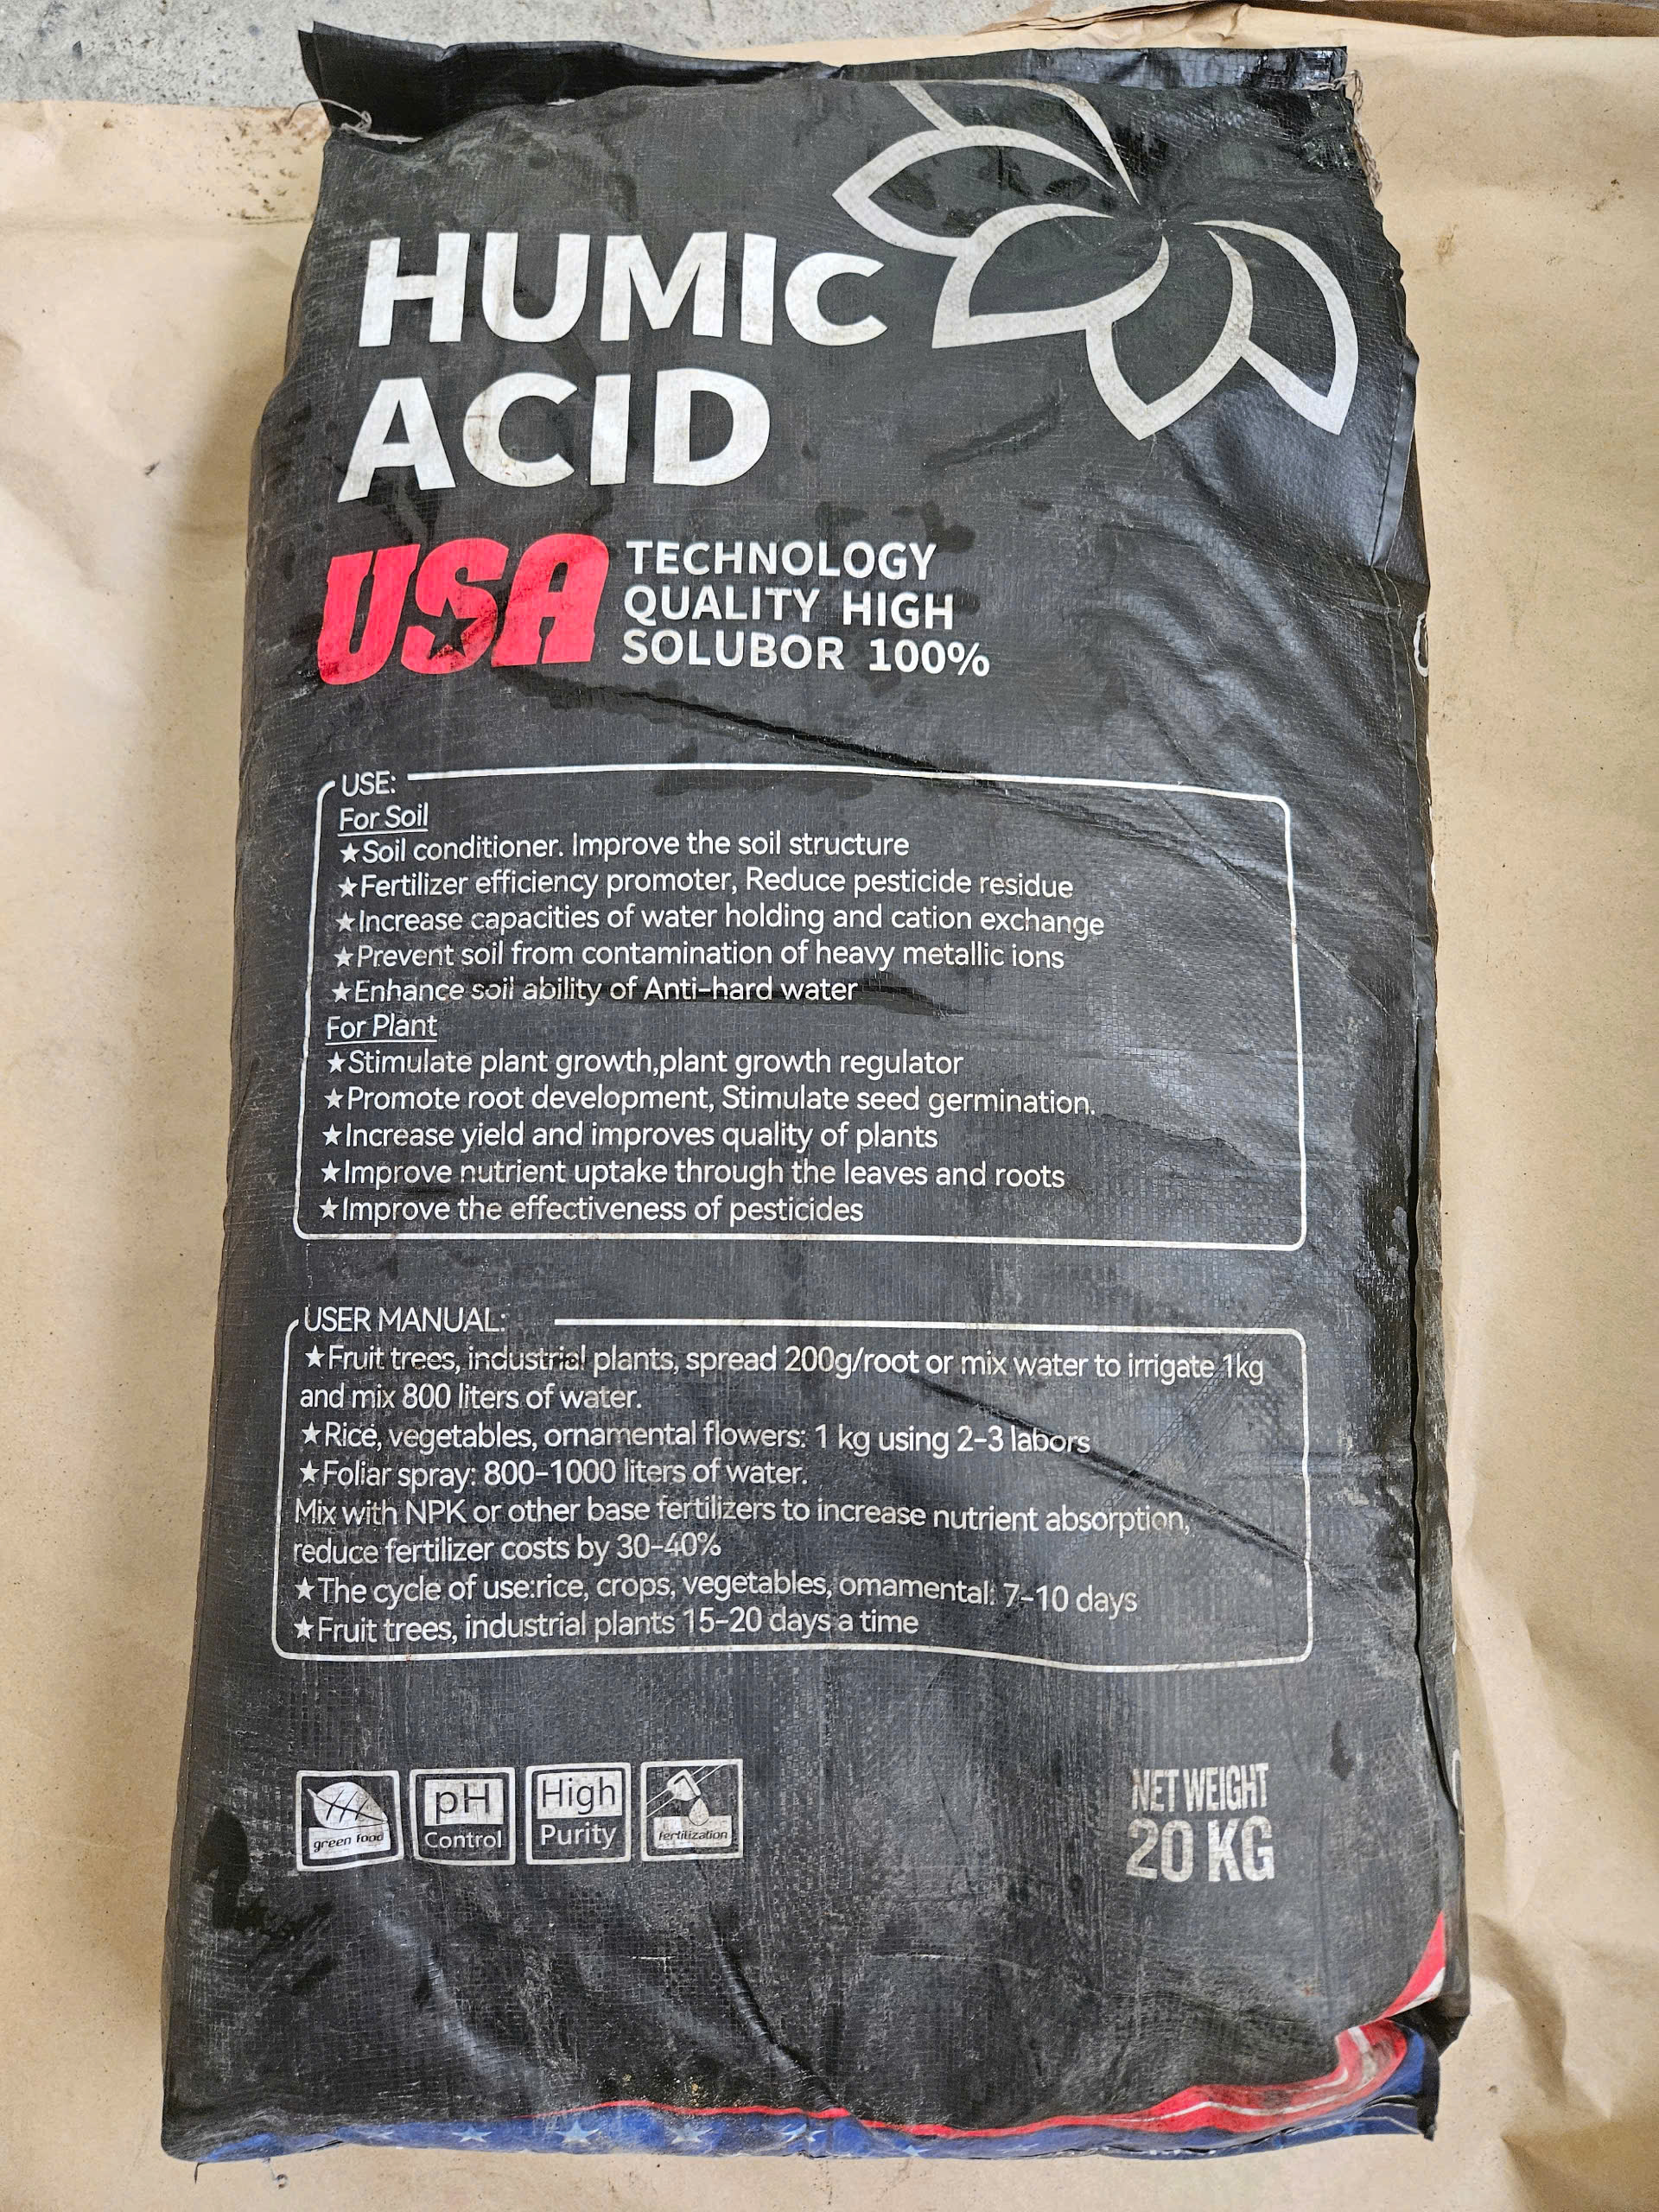 HUMIC
ACID
USA
TECHNOLOGY
QUALITY HIGH
SOLUBOR 100%
USE:
For Soil
★Soil conditioner. Improve the soil structure
★Fertilizer efficiency promoter, Reduce pesticide residue
★Increase capacities of water holding and cation exchange
★Prevent soil from contamination of heavy metallic ions
★Enhance soil ability of Anti-hard water
For Plant
★Stimulate plant growth,plant growth regulator
★Promote root development, Stimulate seed germination.
★Increase yield and improves quality of plants
★Improve nutrient uptake through the leaves and roots
★Improve the effectiveness of pesticides
USER MANUAL:
★Fruit trees, industrial plants, spread 200g/root or mix water to irrigate 1kg
and mix 800 liters of water.
★Rice, vegetables, ornamental flowers: 1 kg using 2-3 labors
★Foliar spray: 800-1000 liters of water.
Mix with NPK or other base fertilizers to increase nutrient absorption,
reduce fertilizer costs by 30-40%
★The cycle of use:rice, crops, vegetables, omamental: 7-10 days
★Fruit trees, industrial plants 15-20 days a time
green food
pH
Control
High
Purity
fertilization
NET WEIGHT
20 KG